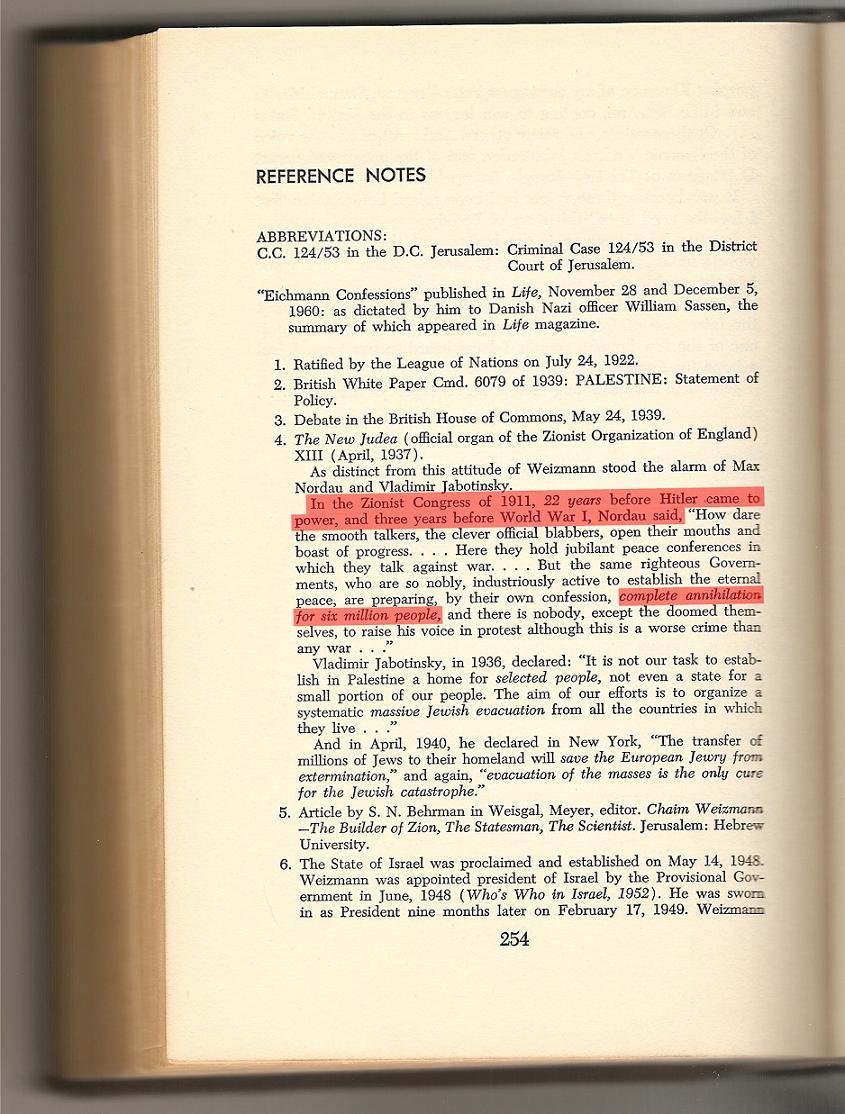 REFERENCE NOTES
ABBREVIATIONS:
C.C. 124/53 in the D.C. Jerusalem: Criminal Case 124/53 in the District
Court of Jerusalem.
"Eichmann Confessions" published in Life, November 28 and December 5,
1960: as dictated by him to Danish Nazi officer William Sassen, the
summary of which appeared in Life magazine.
1. Ratified by the League of Nations on July 24, 1922.
2. British White Paper Cmd. 6079 of 1939: PALESTINE: Statement of
Policy.
3. Debate in the British House of Commons, May 24, 1939.
4. The New Judea (official organ of the Zionist Organization of England)
XIII (April, 1937).
As distinct from this attitude of Weizmann stood the alarm of Max
Nordau and Vladimir Jabotinsky.
In the Zionist Congress of 1911, 22 years before Hitler came to
power, and three years before World War I, Nordau said, "How dare
the smooth talkers, the clever official blabbers, open their mouths and
boast of progress. . . . Here they hold jubilant peace conferences in
which they talk against war. . . . But the same righteous Govern-
ments, who are so nobly, industriously active to establish the eternal
peace, are preparing, by their own confession, complete annihilation
for six million people, and there is nobody, except the doomed them-
selves, to raise his voice in protest although this is a worse crime than
any war . . ."
Vladimir Jabotinsky, in 1936, declared: "It is not our task to estab-
lish in Palestine a home for selected people, not even a state for a
small portion of our people. The aim of our efforts is to organize a
systematic massive Jewish evacuation from all the countries in which
they live . . ."
And in April, 1940, he declared in New York, "The transfer of
millions of Jews to their homeland will save the European Jewry from
extermination," and again, "evacuation of the masses is the only cure
for the Jewish catastrophe."
5. Article by S. N. Behrman in Weisgal, Meyer, editor. Chaim Weizmann
—The Builder of Zion, The Statesman, The Scientist. Jerusalem: Hebrew
University.
6. The State of Israel was proclaimed and established on May 14, 1948.
Weizmann was appointed president of Israel by the Provisional Gov-
ernment in June, 1948 (Who's Who in Israel, 1952). He was sworn
in as President nine months later on February 17, 1949. Weizmann
254